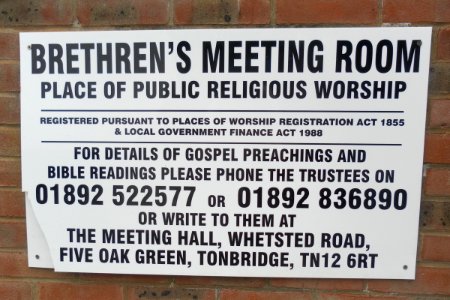 BRETHREN'S MEETING ROOM
PLACE OF PUBLIC RELIGIOUS WORSHIP
REGISTERED PURSUANT TO PLACES OF WORSHIP REGISTRATION ACT 1855
& LOCAL GOVERNMENT FINANCE ACT 1988
FOR DETAILS OF GOSPEL PREACHINGS AND
BIBLE READINGS PLEASE PHONE THE TRUSTEES ON
01892 522577 OR 01892 836890
OR WRITE TO THEM AT
THE MEETING HALL, WHETSTED ROAD,
FIVE OAK GREEN, TONBRIDGE, TN12 6RT